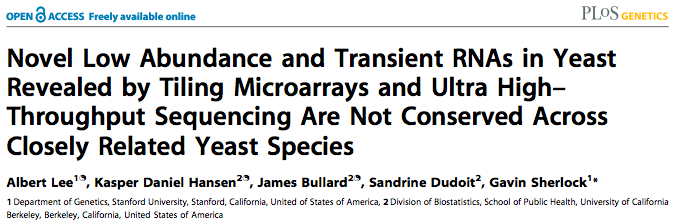 OPEN ACCESS Freely available online PLoS GENETICS
Novel Low Abundance and Transient RNAs in Yeast
Revealed by Tiling Microarrays and Ultra High–
Throughput Sequencing Are Not Conserved Across
Closely Related Yeast Species
Albert Lee1☯, Kasper Daniel Hansen2☯, James Bullard2☯, Sandrine Dudoit2, Gavin Sherlock1*
1 Department of Genetics, Stanford University, Stanford, California, United States of America, 2 Division of Biostatistics, School of Public Health, University of California
Berkeley, Berkeley, California, United States of America